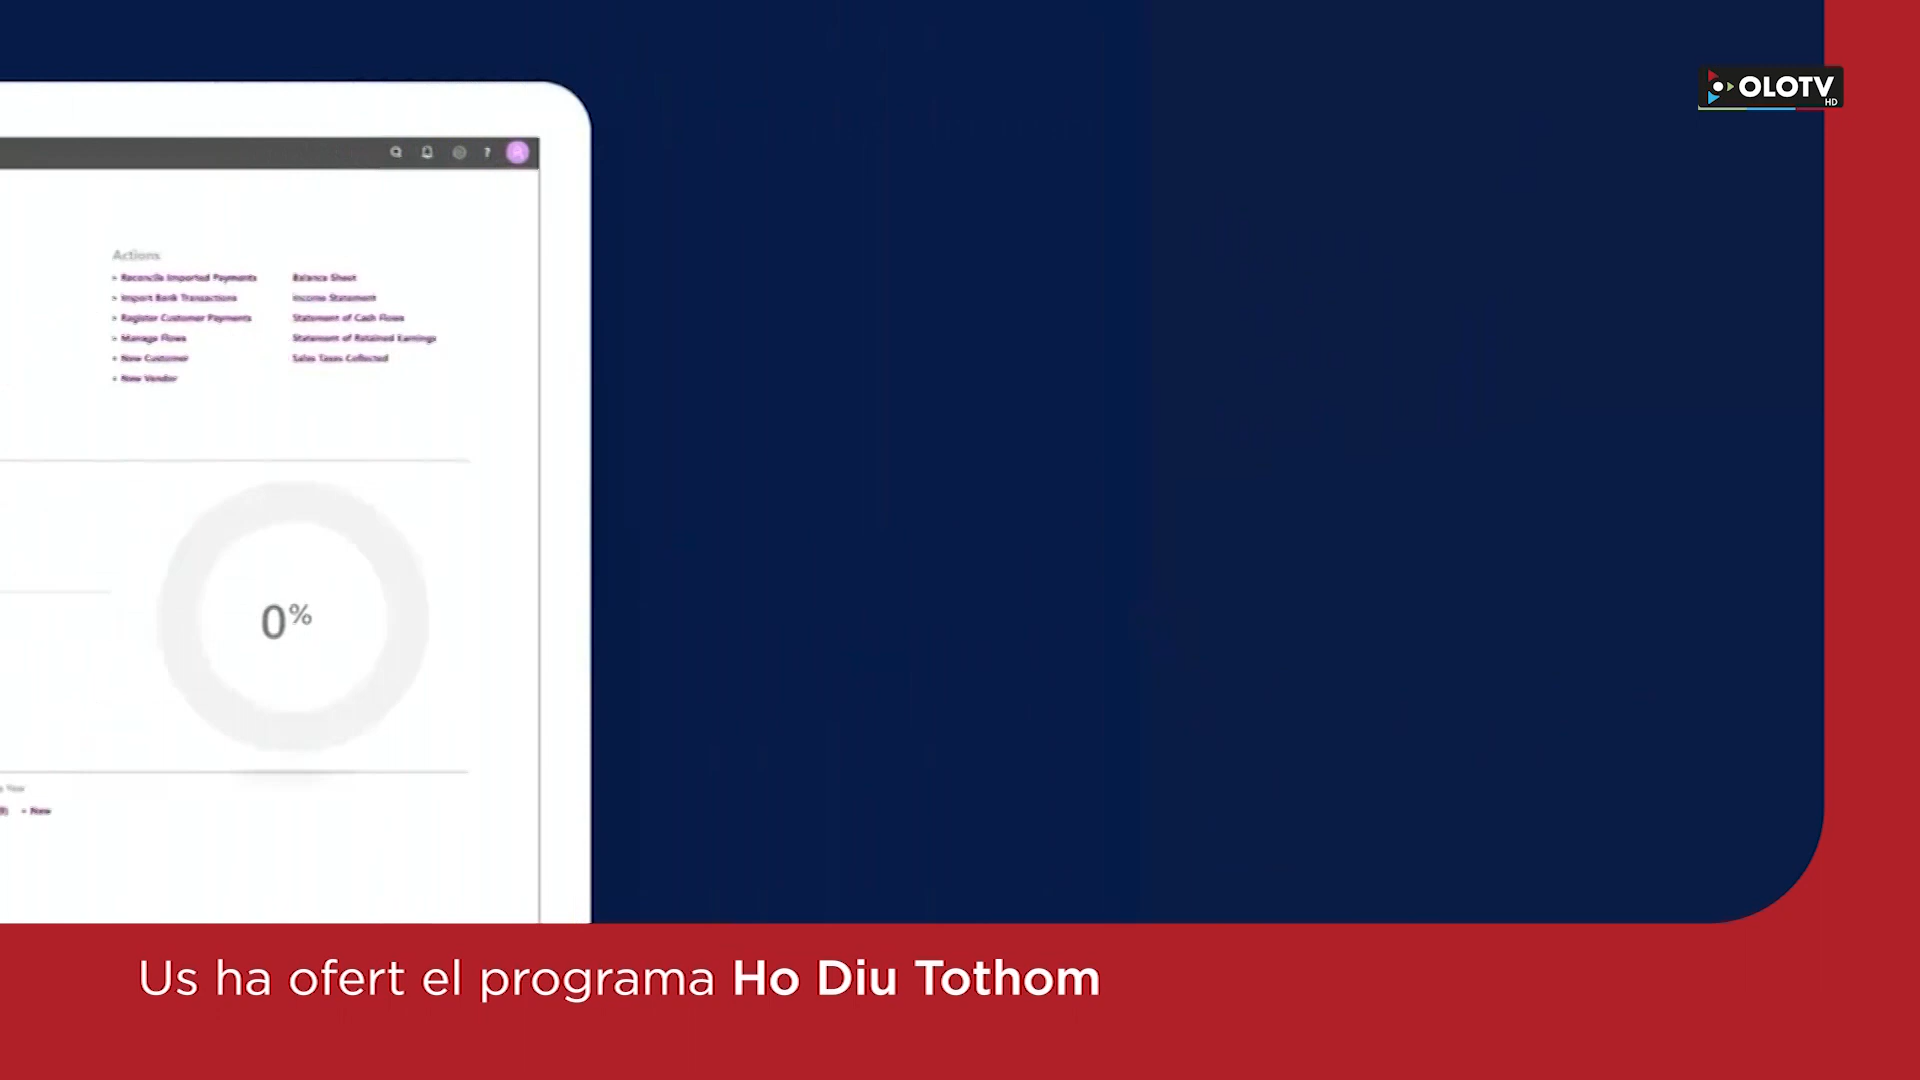 OLOTV
HD
?
Actions
Reconcile Imported Payments
Import Bank Transactions
Register Customer Payments
Manage Flows
New Customer
New Vendor
Balance Sheet
Income Statement
Statement of Cash Flows
Statement of Retained Earnings
Sales Taxes Collected
0%
Year
+ New
Us ha ofert el programa Ho Diu Tothom